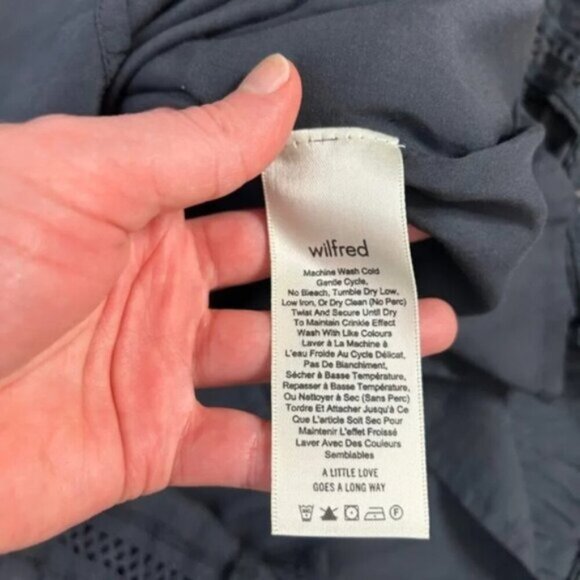 wilfred
Machine Wash Cold
Gentle Cycle,
No Bleach, Tumble Dry Low,
Low Iron, Or Dry Clean (No Perc)
Twist And Secure Until Dry
To Maintain Crinkle Effect
Wash With Like Colours
Laver à La Machine à
L'eau Froide Au Cycle Délicat,
Pas De Blanchiment,
Sécher à Basse Température,
Repasser à Basse Température,
Ou Nettoyer à Sec (Sans Perc)
Tordre Et Attacher Jusqu'à Ce
Que L'article Soit Sec Pour
Maintenir L'effet Froissé
Laver Avec Des Couleurs
Semblables
A LITTLE LOVE
GOES A LONG WAY
F